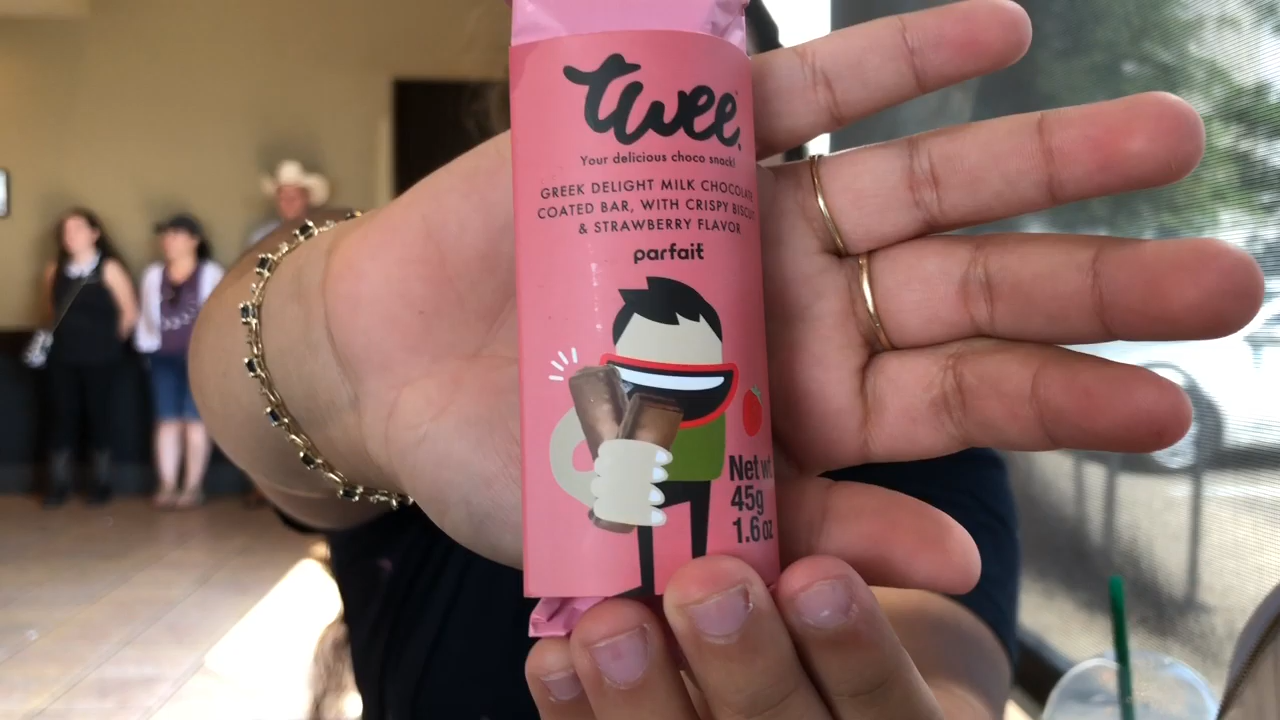 twee.
Your delicious choco snack!
GREEK DELIGHT MILK CHOCOLATE
COATED BAR, WITH CRISPY BISCUIT
& STRAWBERRY FLAVOR
parfait
Net wt
45g
1.6 oz